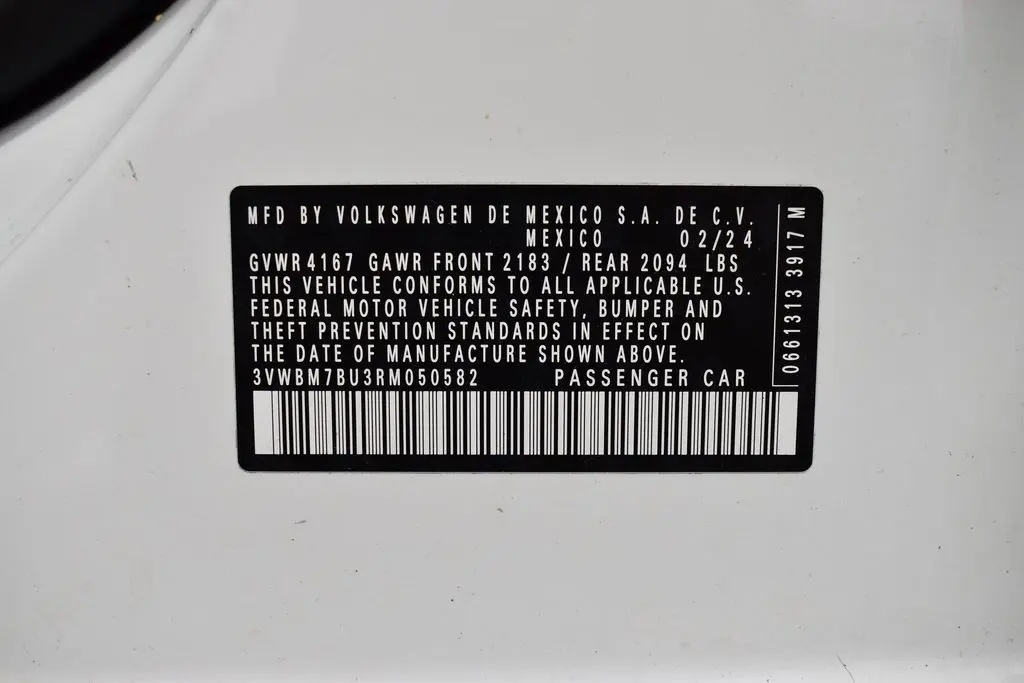 MFD BY VOLKSWAGEN DE MEXICO S.A. DE C.V.
MEXICO 02/24
GVWR 4167 GAWR FRONT 2183 / REAR 2094 LBS
THIS VEHICLE CONFORMS TO ALL APPLICABLE U.S.
FEDERAL MOTOR VEHICLE SAFETY, BUMPER AND
THEFT PREVENTION STANDARDS IN EFFECT ON
THE DATE OF MANUFACTURE SHOWN ABOVE.
3VWBM7BU3RM050582 PASSENGER CAR
0661313 3917 M